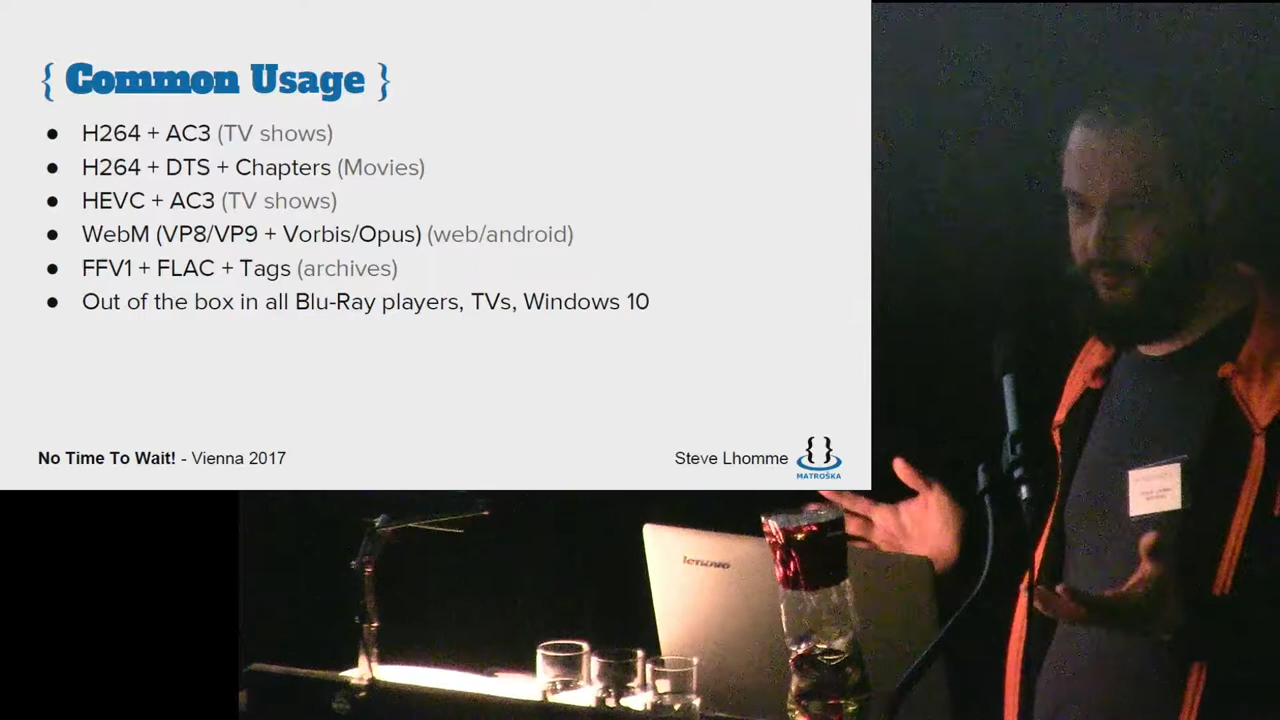 { Common Usage }
● H264 + AC3 (TV shows)
● H264 + DTS + Chapters (Movies)
● HEVC + AC3 (TV shows)
● WebM (VP8/VP9 + Vorbis/Opus) (web/android)
● FFV1 + FLAC + Tags (archives)
● Out of the box in all Blu-Ray players, TVs, Windows 10
No Time To Wait! - Vienna 2017
Steve Lhomme
{ }
MATROŠKA
lenovo